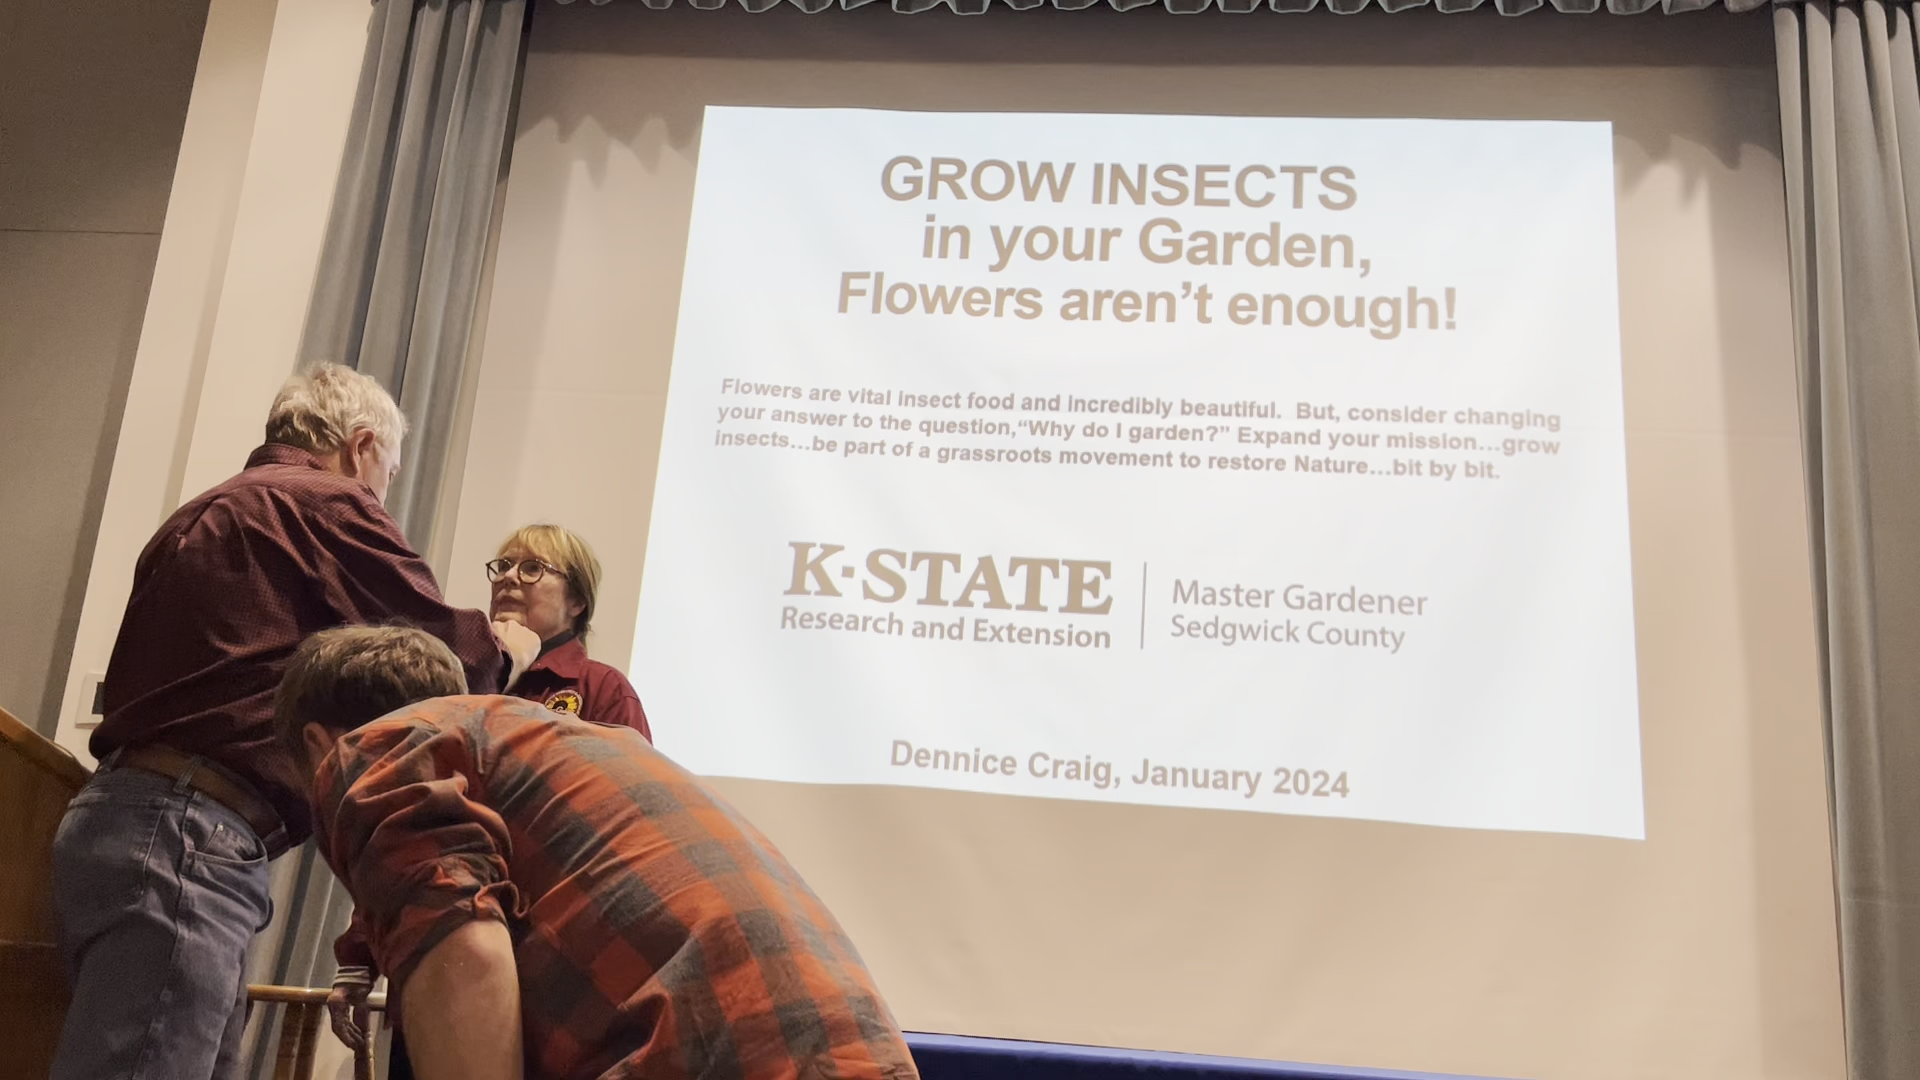 GROW INSECTS
in your Garden,
Flowers aren’t enough!
Flowers are vital insect food and incredibly beautiful.  But, consider changing
your answer to the question,“Why do I garden?” Expand your mission...grow
insects...be part of a grassroots movement to restore Nature...bit by bit.
K-STATE
Research and Extension
Master Gardener
Sedgwick County
Dennice Craig, January 2024